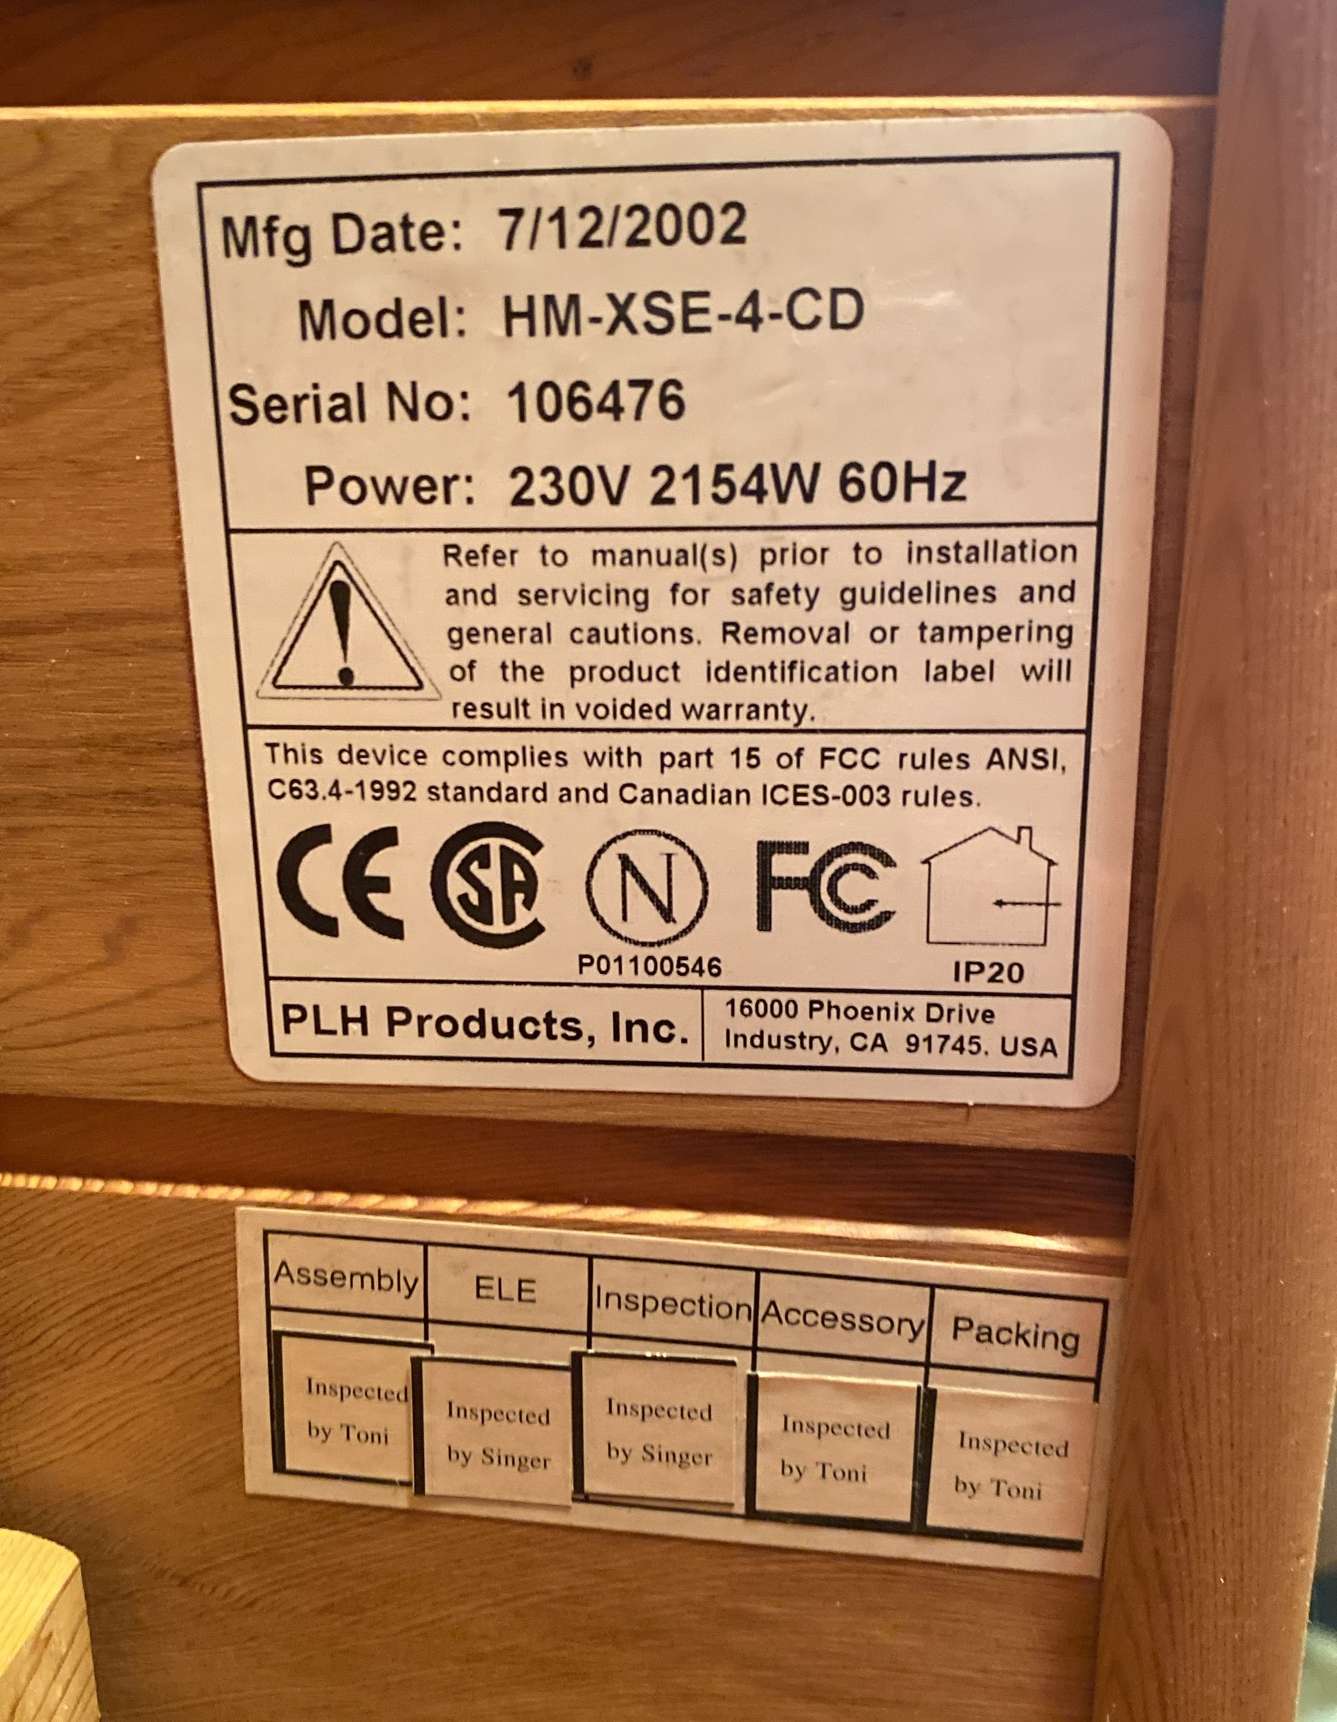 Mfg Date: 7/12/2002
Model: HM-XSE-4-CD
Serial No: 106476
Power: 230V 2154W 60Hz
Refer to manual(s) prior to installation
and servicing for safety guidelines and
general cautions. Removal or tampering
of the product identification label will
result in voided warranty.
This device complies with part 15 of FCC rules ANSI,
C63.4-1992 standard and Canadian ICES-003 rules.
CE CSA N FCC
P01100546
IP20
PLH Products, Inc.
16000 Phoenix Drive
Industry, CA 91745. USA
Assembly ELE Inspection Accessory Packing
Inspected
by Toni
Inspected
by Singer
Inspected
by Singer
Inspected
by Toni
Inspected
by Toni